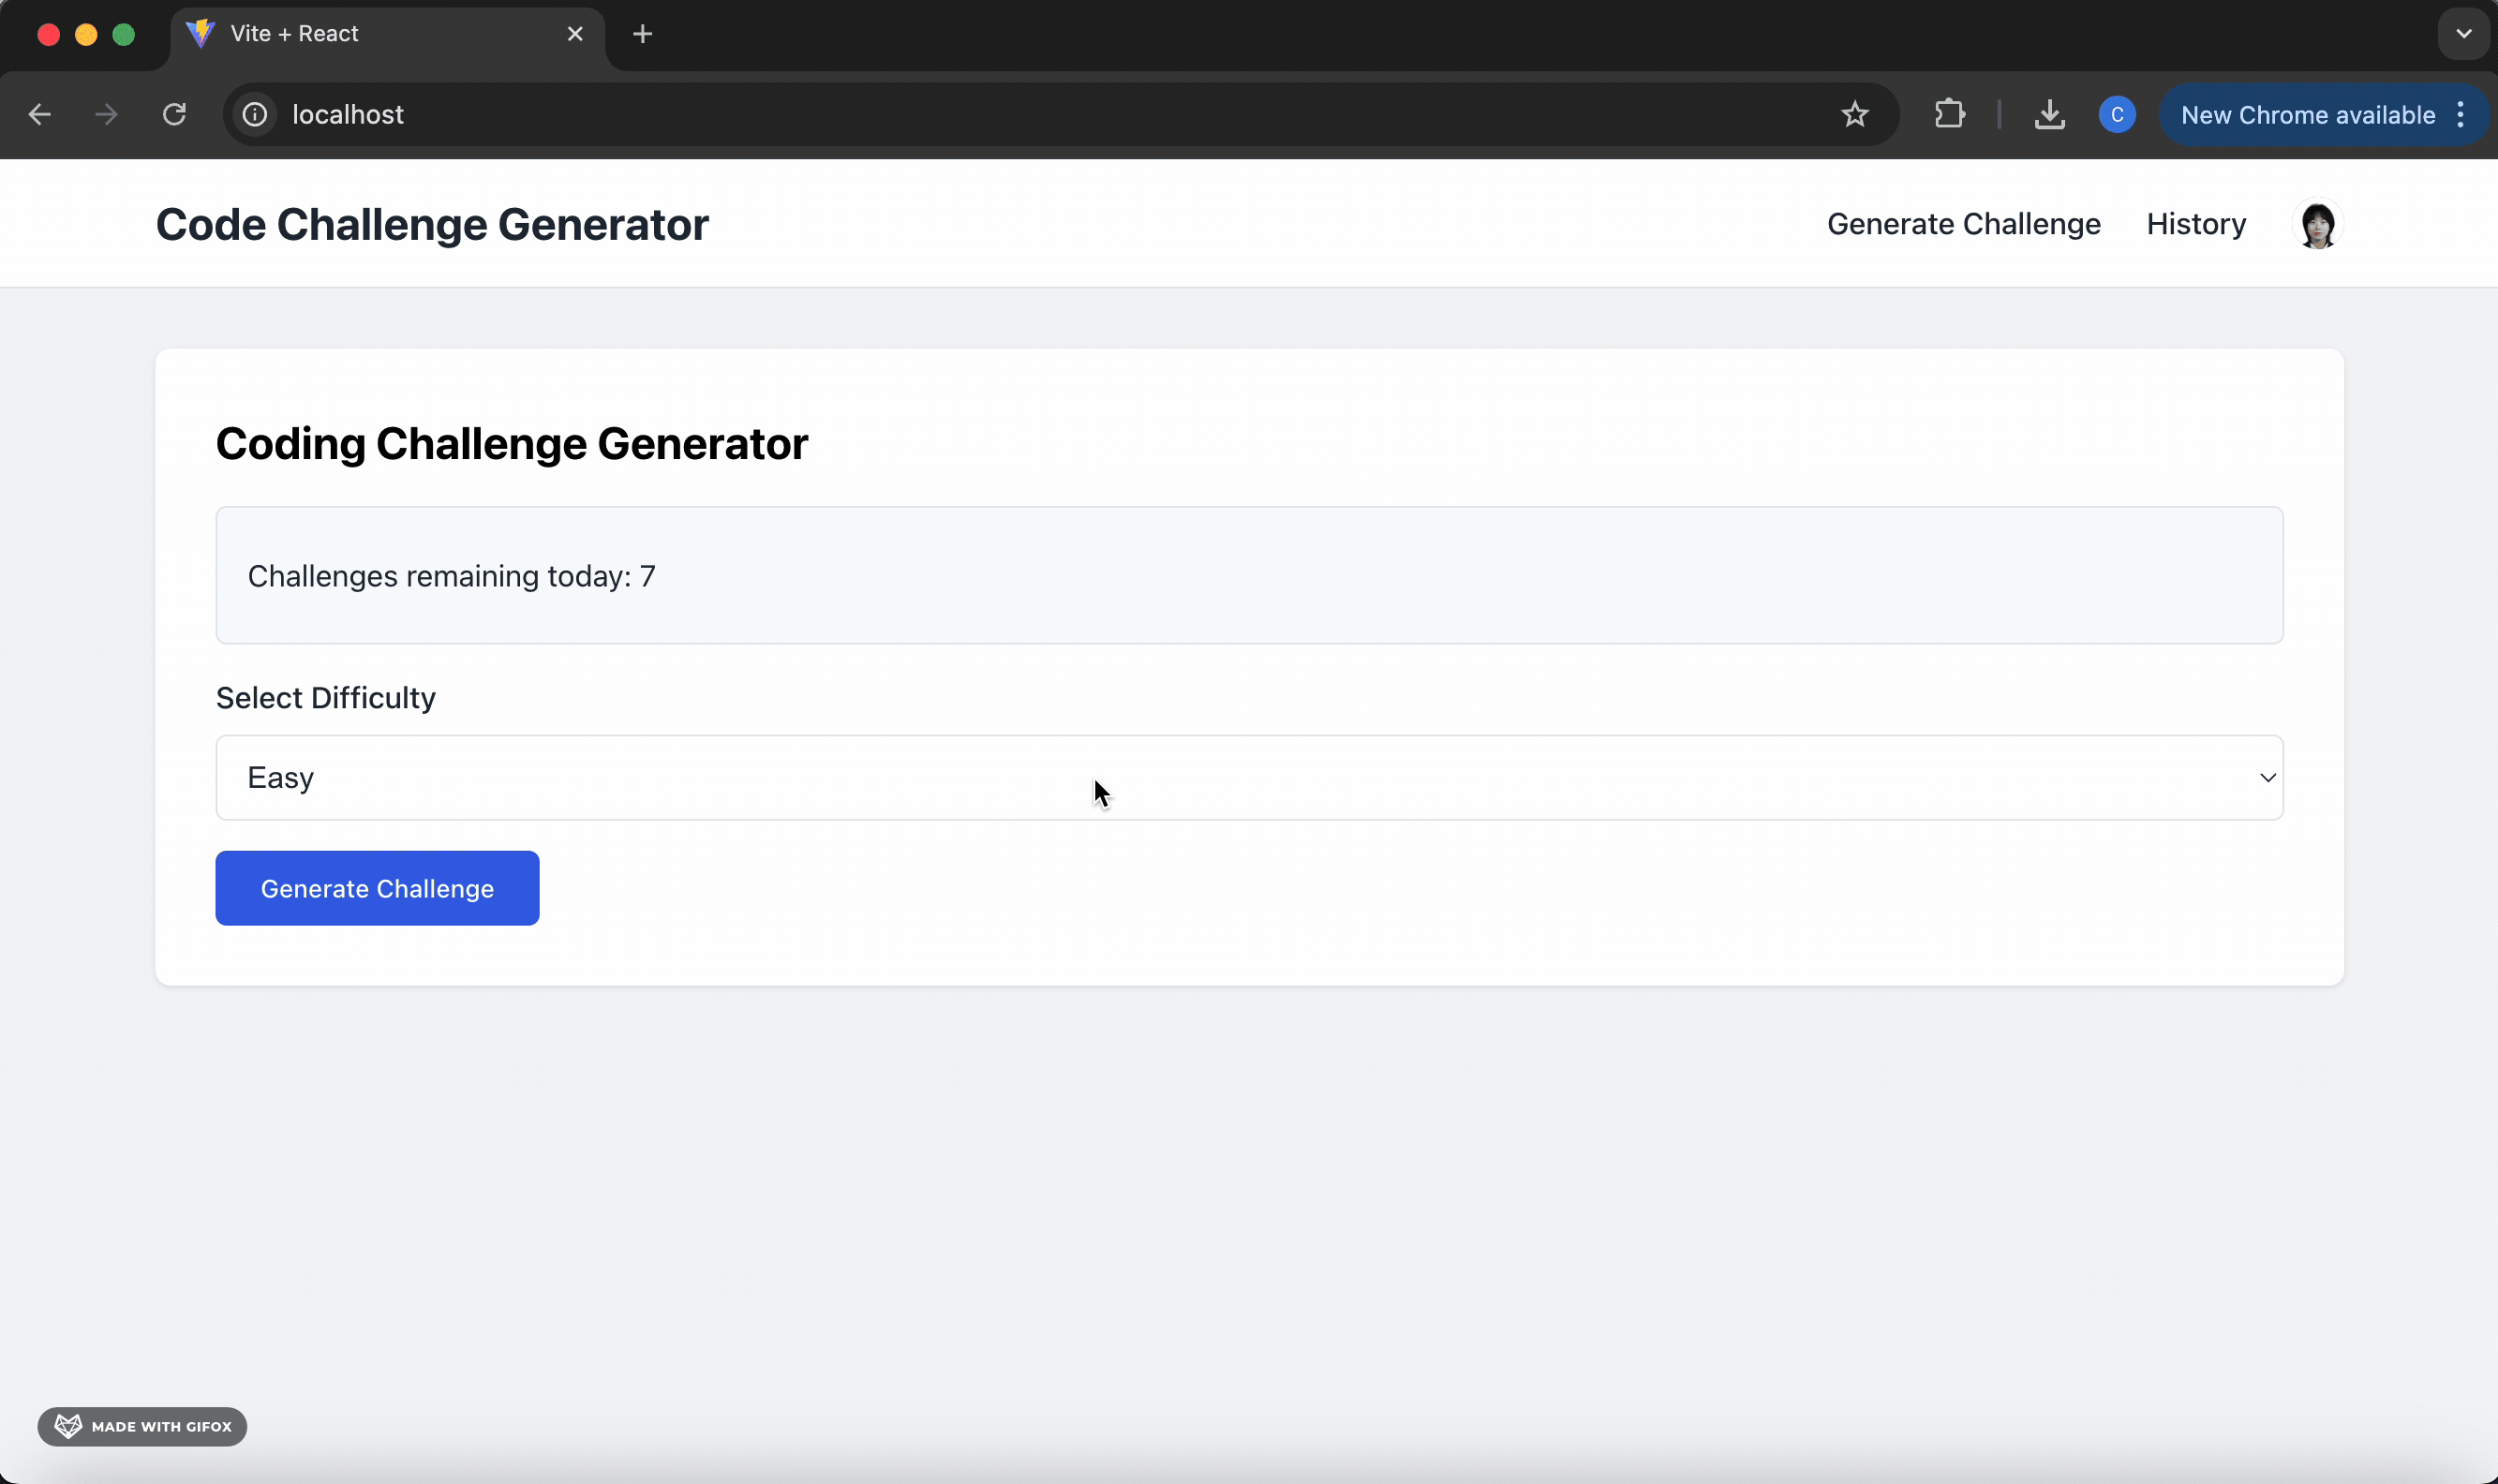 Vite + React
localhost
C
New Chrome available
Code Challenge Generator
Generate Challenge
History
Coding Challenge Generator
Challenges remaining today: 7
Select Difficulty
Easy
Generate Challenge
MADE WITH GIFOX